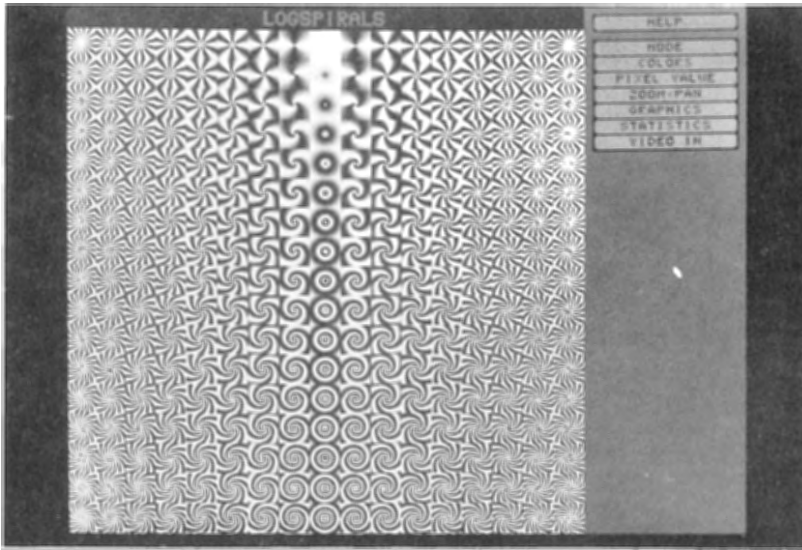 LOGSPIRALS
HELP
MODE
COLORS
PIXEL VALUE
ZOOM-PAN
GRAPHICS
STATISTICS
VIDEO IN